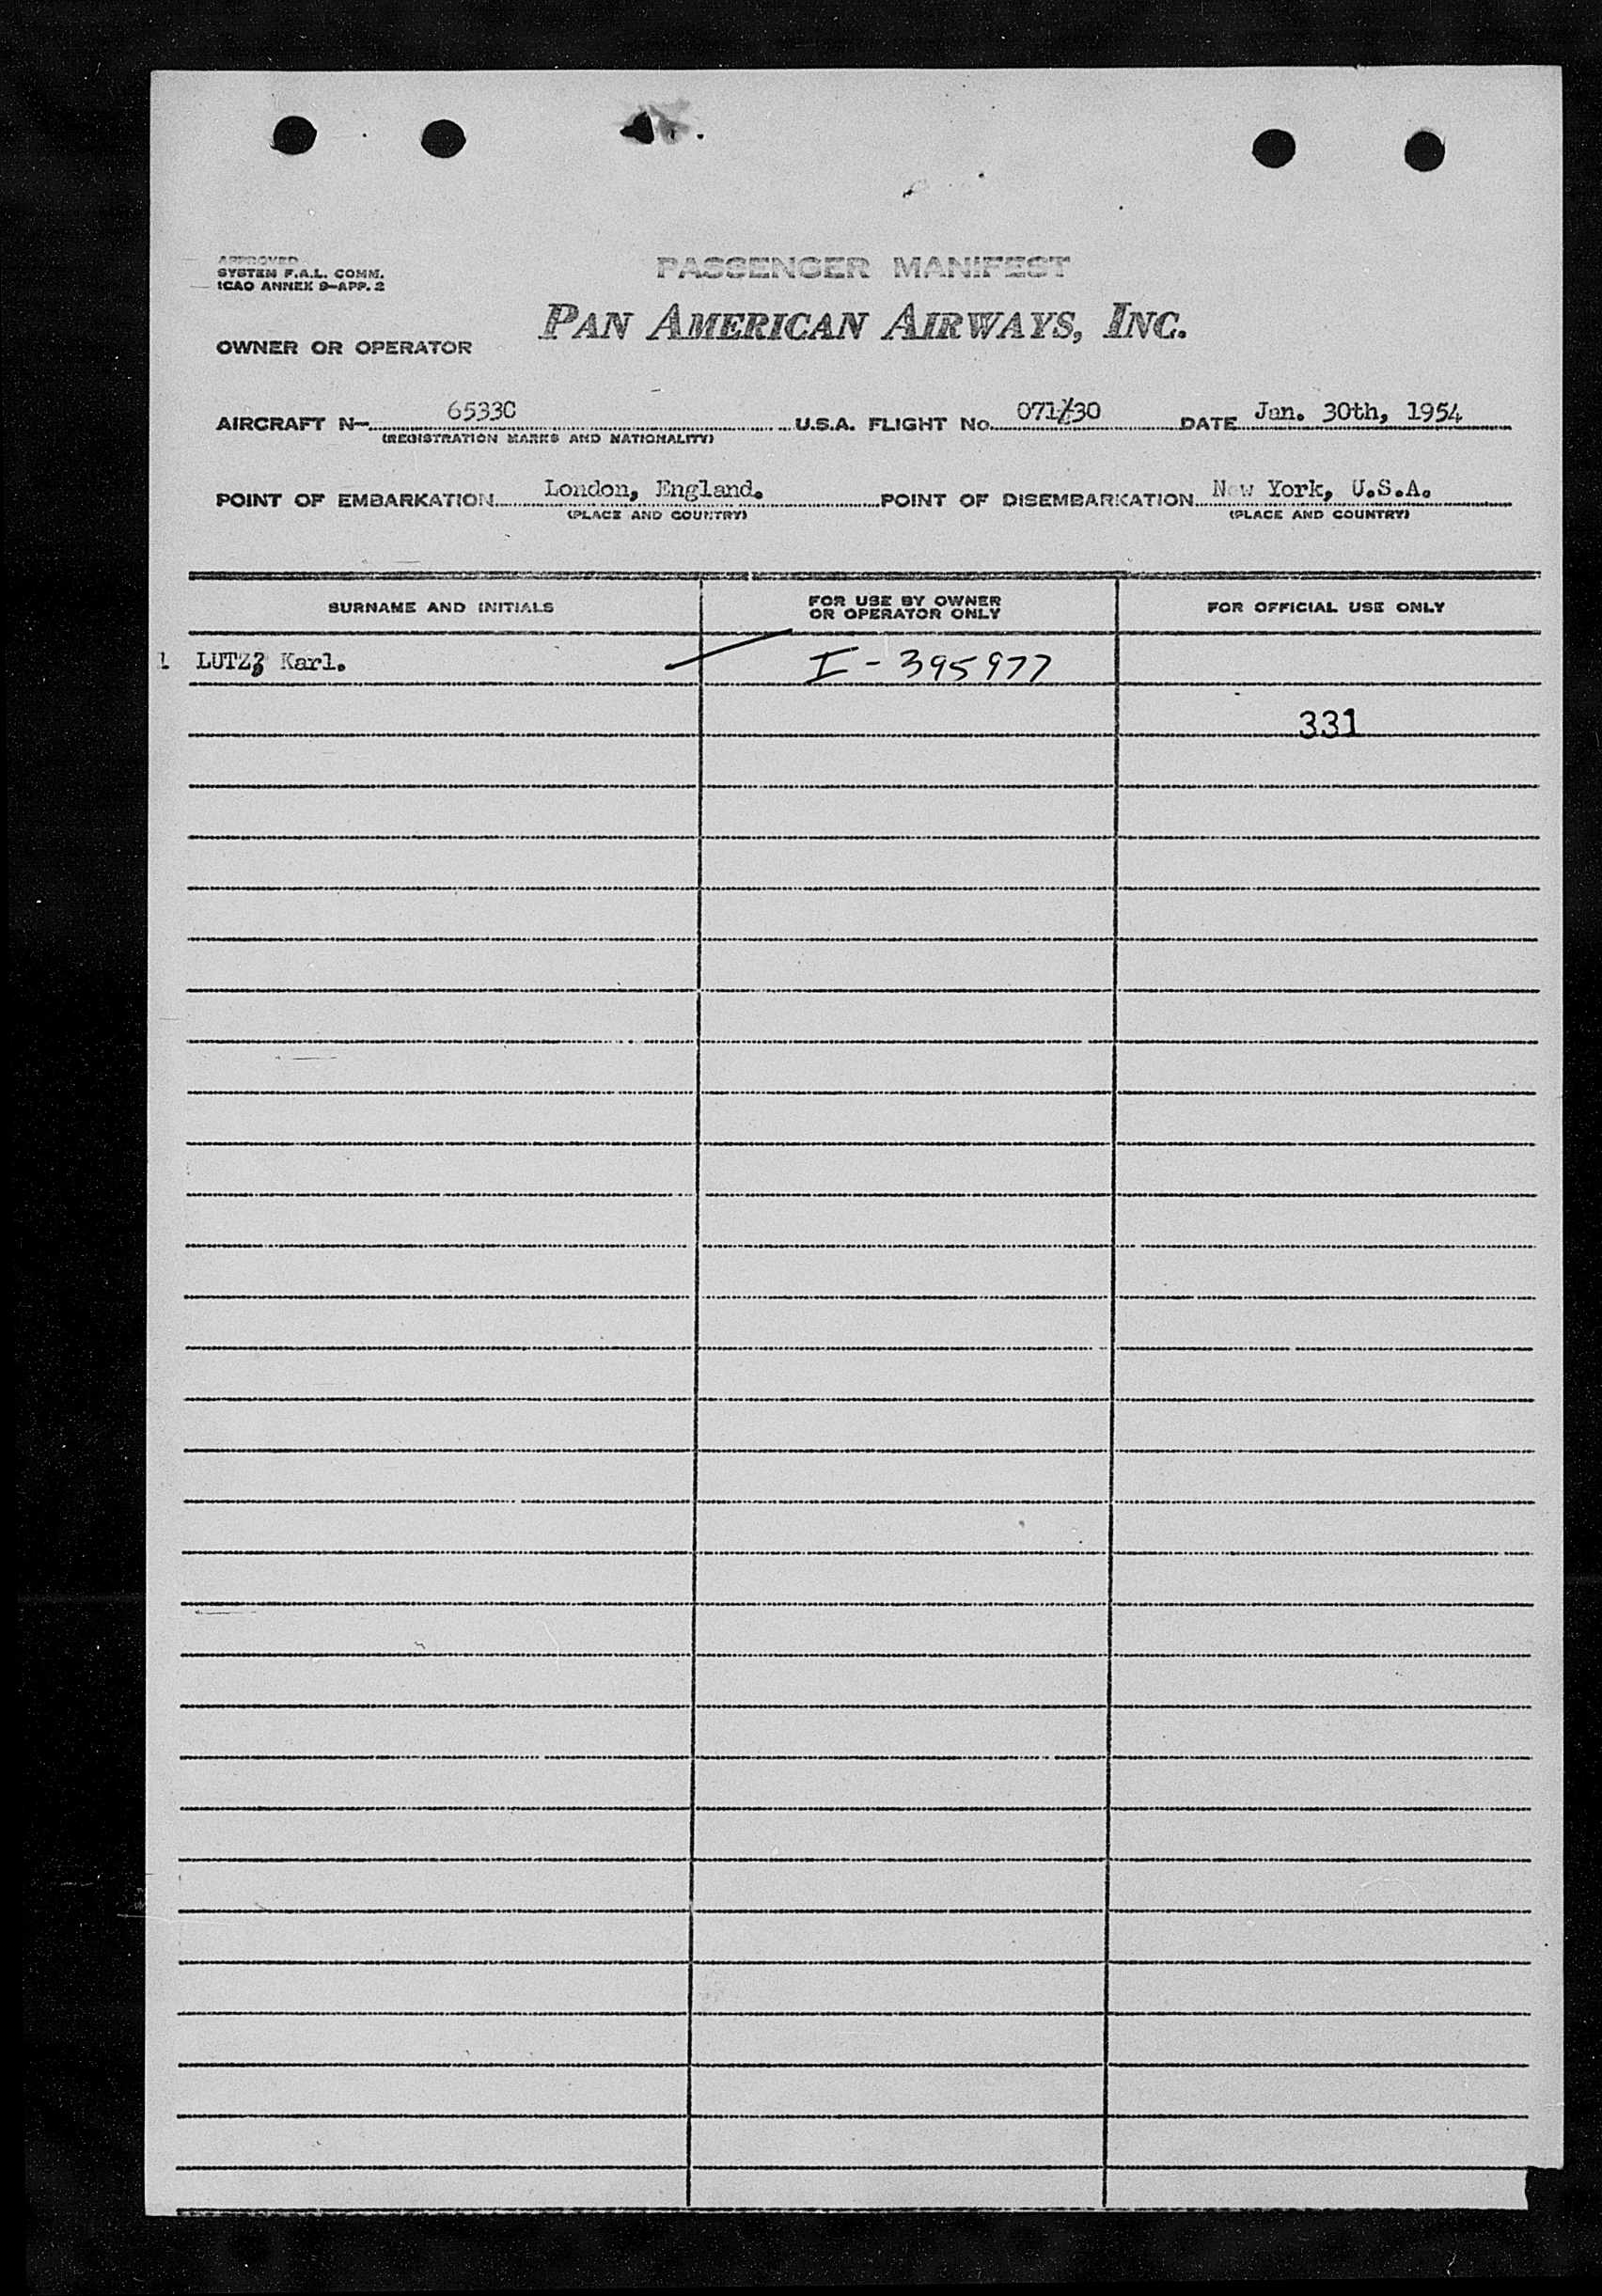 APPROVED
SYSTEM F.A.L. COMM.
ICAO ANNEX 9-APP. 2
PASSENGER MANIFEST
PAN AMERICAN AIRWAYS, INC.
OWNER OR OPERATOR
AIRCRAFT N- 6533C U.S.A. FLIGHT NO. 071/30 DATE Jan. 30th, 1954
(REGISTRATION MARKS AND NATIONALITY)
POINT OF EMBARKATION London, England. POINT OF DISEMBARKATION New York, U.S.A.
(PLACE AND COUNTRY) (PLACE AND COUNTRY)
SURNAME AND INITIALS FOR USE BY OWNER OR OPERATOR ONLY FOR OFFICIAL USE ONLY
1 LUTZ, Karl. I-395977
331